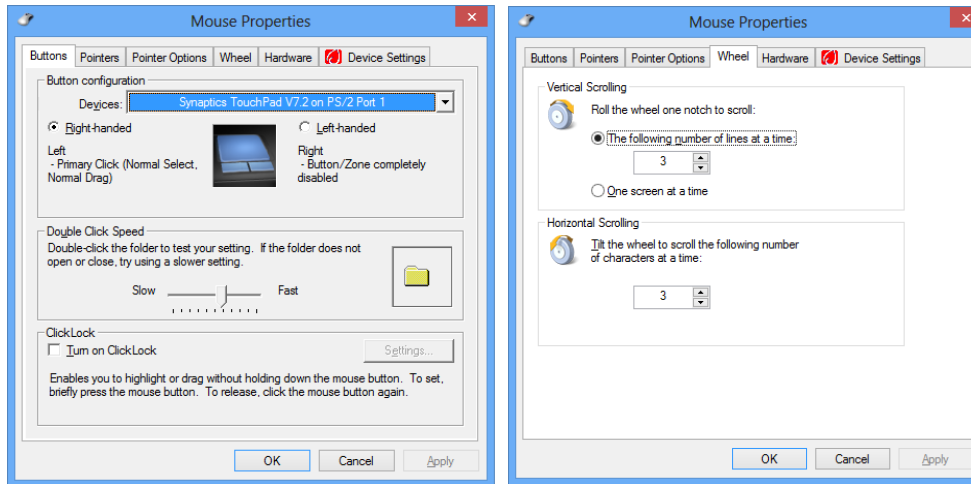 Mouse Properties
Buttons Pointers Pointer Options Wheel Hardware Device Settings
Button configuration
Devices: Synaptics TouchPad V7.2 on PS/2 Port 1
Right-handed
Left-handed
Left
- Primary Click (Normal Select,
Normal Drag)
Right
- Button/Zone completely
disabled
Double Click Speed
Double-click the folder to test your setting. If the folder does not
open or close, try using a slower setting.
Slow Fast
ClickLock
Turn on ClickLock
Settings...
Enables you to highlight or drag without holding down the mouse button. To set,
briefly press the mouse button. To release, click the mouse button again.
OK Cancel Apply
Mouse Properties
Buttons Pointers Pointer Options Wheel Hardware Device Settings
Vertical Scrolling
Roll the wheel one notch to scroll:
The following number of lines at a time:
3
One screen at a time
Horizontal Scrolling
Tilt the wheel to scroll the following number
of characters at a time:
3
OK Cancel Apply